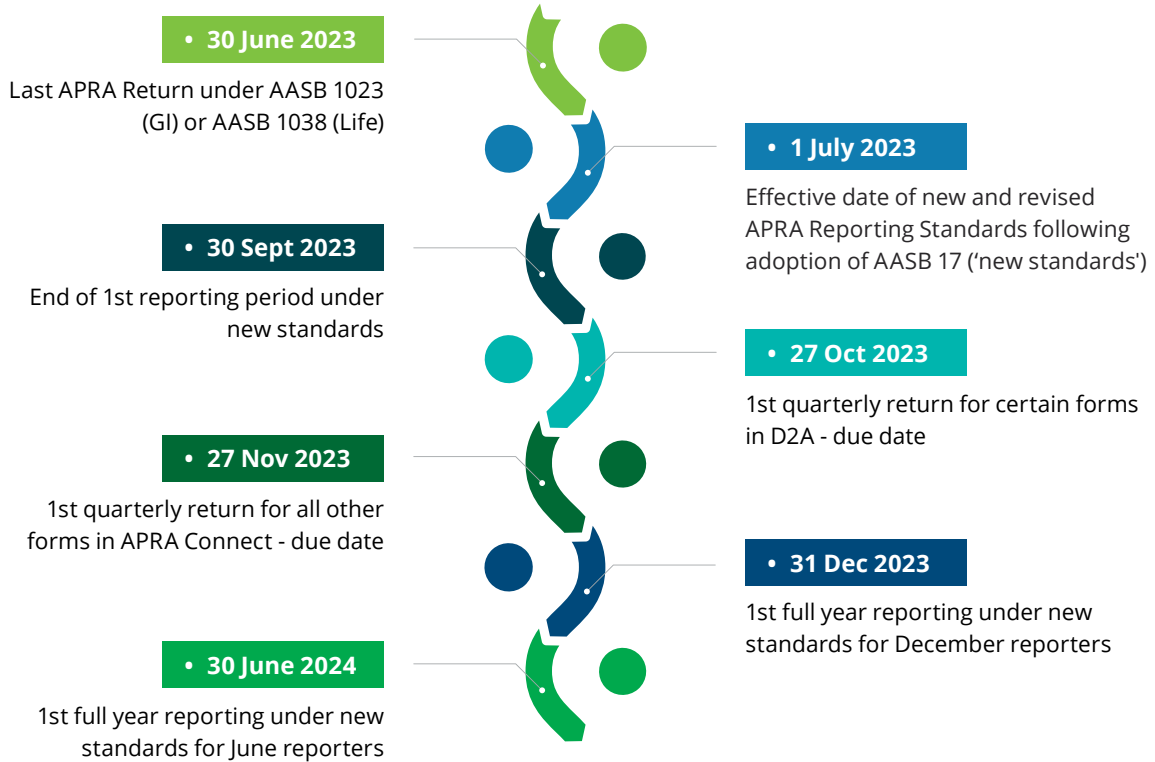 • 30 June 2023
Last APRA Return under AASB 1023
(GI) or AASB 1038 (Life)
• 1 July 2023
Effective date of new and revised
APRA Reporting Standards following
adoption of AASB 17 (‘new standards')
• 30 Sept 2023
End of 1st reporting period under
new standards
• 27 Oct 2023
1st quarterly return for certain forms
in D2A - due date
• 27 Nov 2023
1st quarterly return for all other
forms in APRA Connect - due date
• 31 Dec 2023
1st full year reporting under new
standards for December reporters
• 30 June 2024
1st full year reporting under new
standards for June reporters